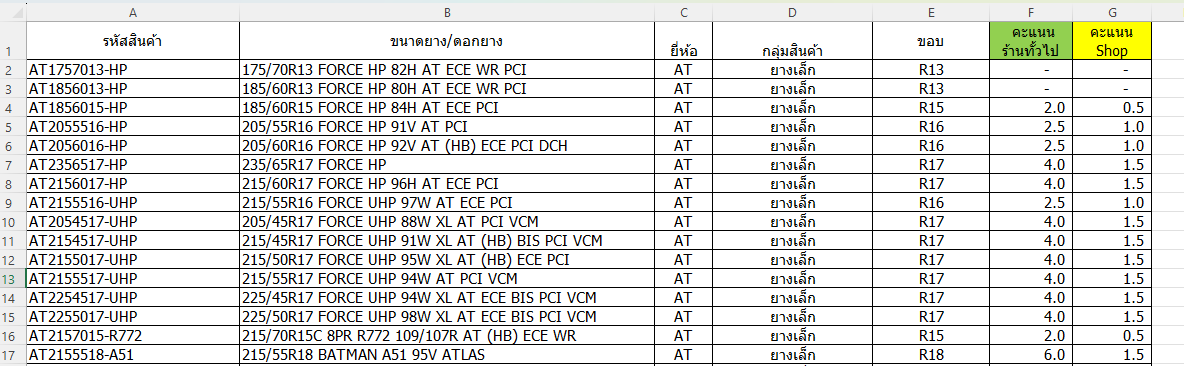 A B C D E F G
1 รหัสสินค้า ขนาดยาง/ดอกยาง ยี่ห้อ กลุ่มสินค้า ขอบ คะแนน ร้านทั่วไป คะแนน Shop
2 AT1757013-HP 175/70R13 FORCE HP 82H AT ECE WR PCI AT ยางเล็ก R13 - -
3 AT1856013-HP 185/60R13 FORCE HP 80H AT ECE WR PCI AT ยางเล็ก R13 - -
4 AT1856015-HP 185/60R15 FORCE HP 84H AT ECE PCI AT ยางเล็ก R15 2.0 0.5
5 AT2055516-HP 205/55R16 FORCE HP 91V AT PCI AT ยางเล็ก R16 2.5 1.0
6 AT2056016-HP 205/60R16 FORCE HP 92V AT (HB) ECE PCI DCH AT ยางเล็ก R16 2.5 1.0
7 AT2356517-HP 235/65R17 FORCE HP AT ยางเล็ก R17 4.0 1.5
8 AT2156017-HP 215/60R17 FORCE HP 96H AT ECE PCI AT ยางเล็ก R17 4.0 1.5
9 AT2155516-UHP 215/55R16 FORCE UHP 97W AT ECE PCI AT ยางเล็ก R16 2.5 1.0
10 AT2054517-UHP 205/45R17 FORCE UHP 88W XL AT PCI VCM AT ยางเล็ก R17 4.0 1.5
11 AT2154517-UHP 215/45R17 FORCE UHP 91W XL AT (HB) BIS PCI VCM AT ยางเล็ก R17 4.0 1.5
12 AT2155017-UHP 215/50R17 FORCE UHP 95W XL AT (HB) ECE PCI AT ยางเล็ก R17 4.0 1.5
13 AT2155517-UHP 215/55R17 FORCE UHP 94W AT PCI VCM AT ยางเล็ก R17 4.0 1.5
14 AT2254517-UHP 225/45R17 FORCE UHP 94W XL AT ECE BIS PCI VCM AT ยางเล็ก R17 4.0 1.5
15 AT2255017-UHP 225/50R17 FORCE UHP 98W XL AT ECE BIS PCI VCM AT ยางเล็ก R17 4.0 1.5
16 AT2157015-R772 215/70R15C 8PR R772 109/107R AT (HB) ECE WR AT ยางเล็ก R15 2.0 0.5
17 AT2155518-A51 215/55R18 BATMAN A51 95V ATLAS AT ยางเล็ก R18 6.0 1.5